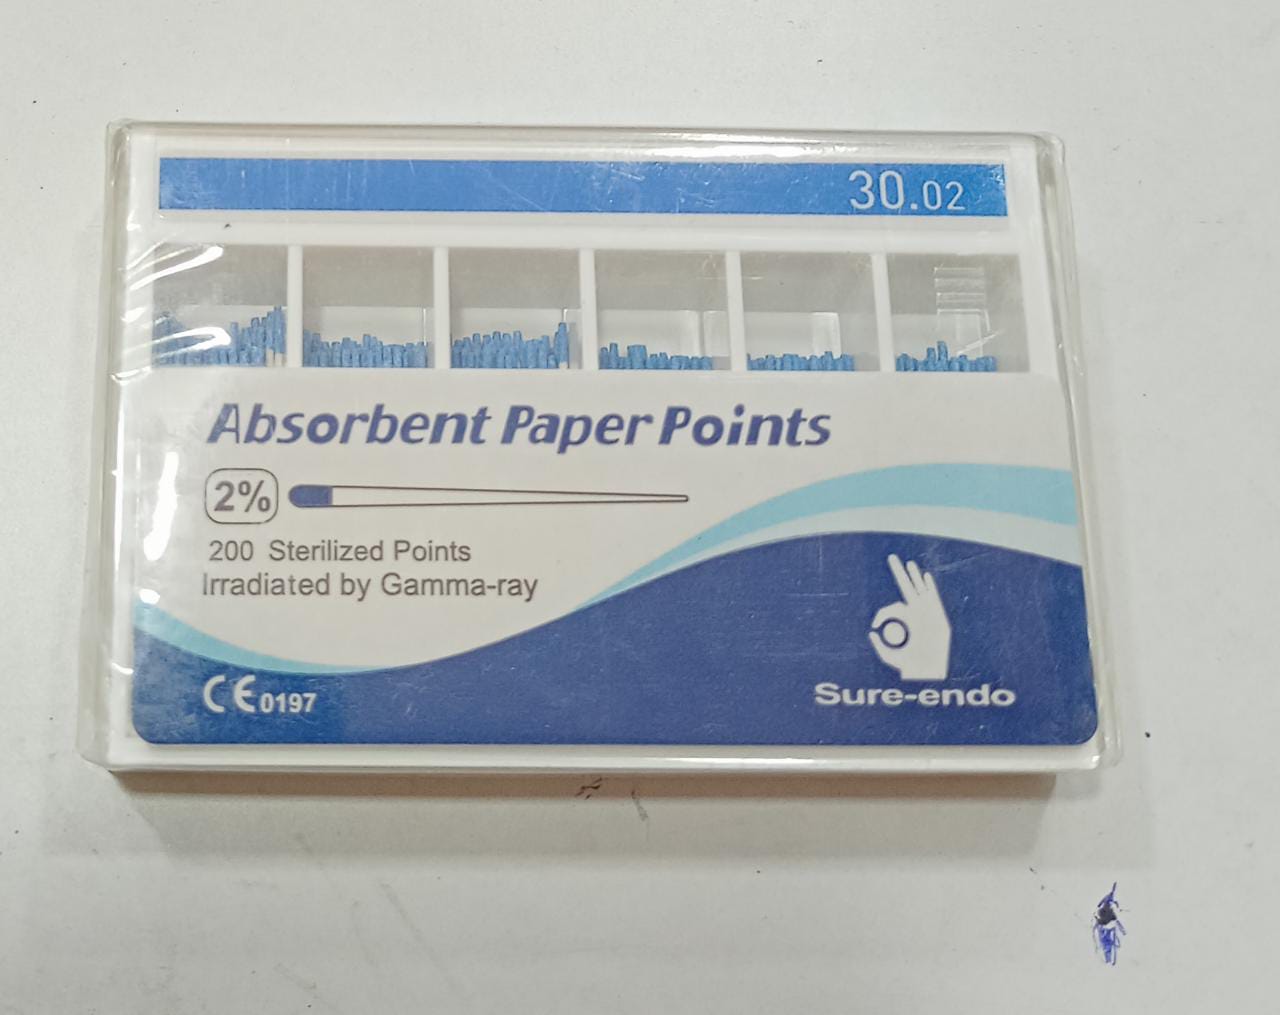 30.02
Absorbent Paper Points
2%
200 Sterilized Points
Irradiated by Gamma-ray
CE0197
Sure-endo